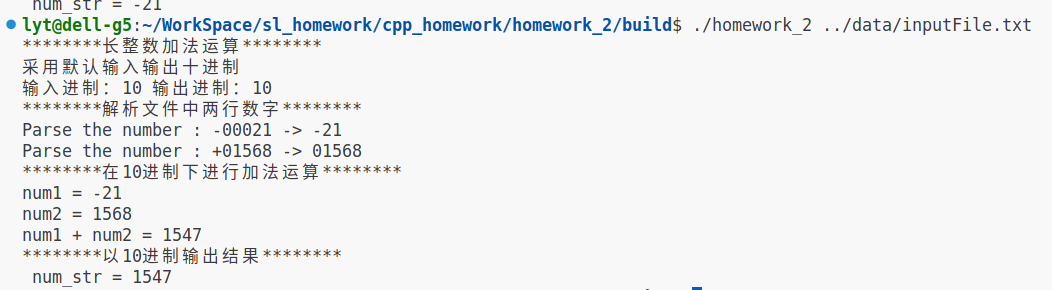 num_str = -21
lyt@dell-g5:~/WorkSpace/sl_homework/cpp_homework/homework_2/build$ ./homework_2 ../data/inputFile.txt
********长整数加法运算********
采用默认输入输出十进制
输入进制：10 输出进制：10
********解析文件中两行数字********
Parse the number : -00021 -> -21
Parse the number : +01568 -> 01568
********在10进制下进行加法运算********
num1 = -21
num2 = 1568
num1 + num2 = 1547
********以10进制输出结果********
num_str = 1547